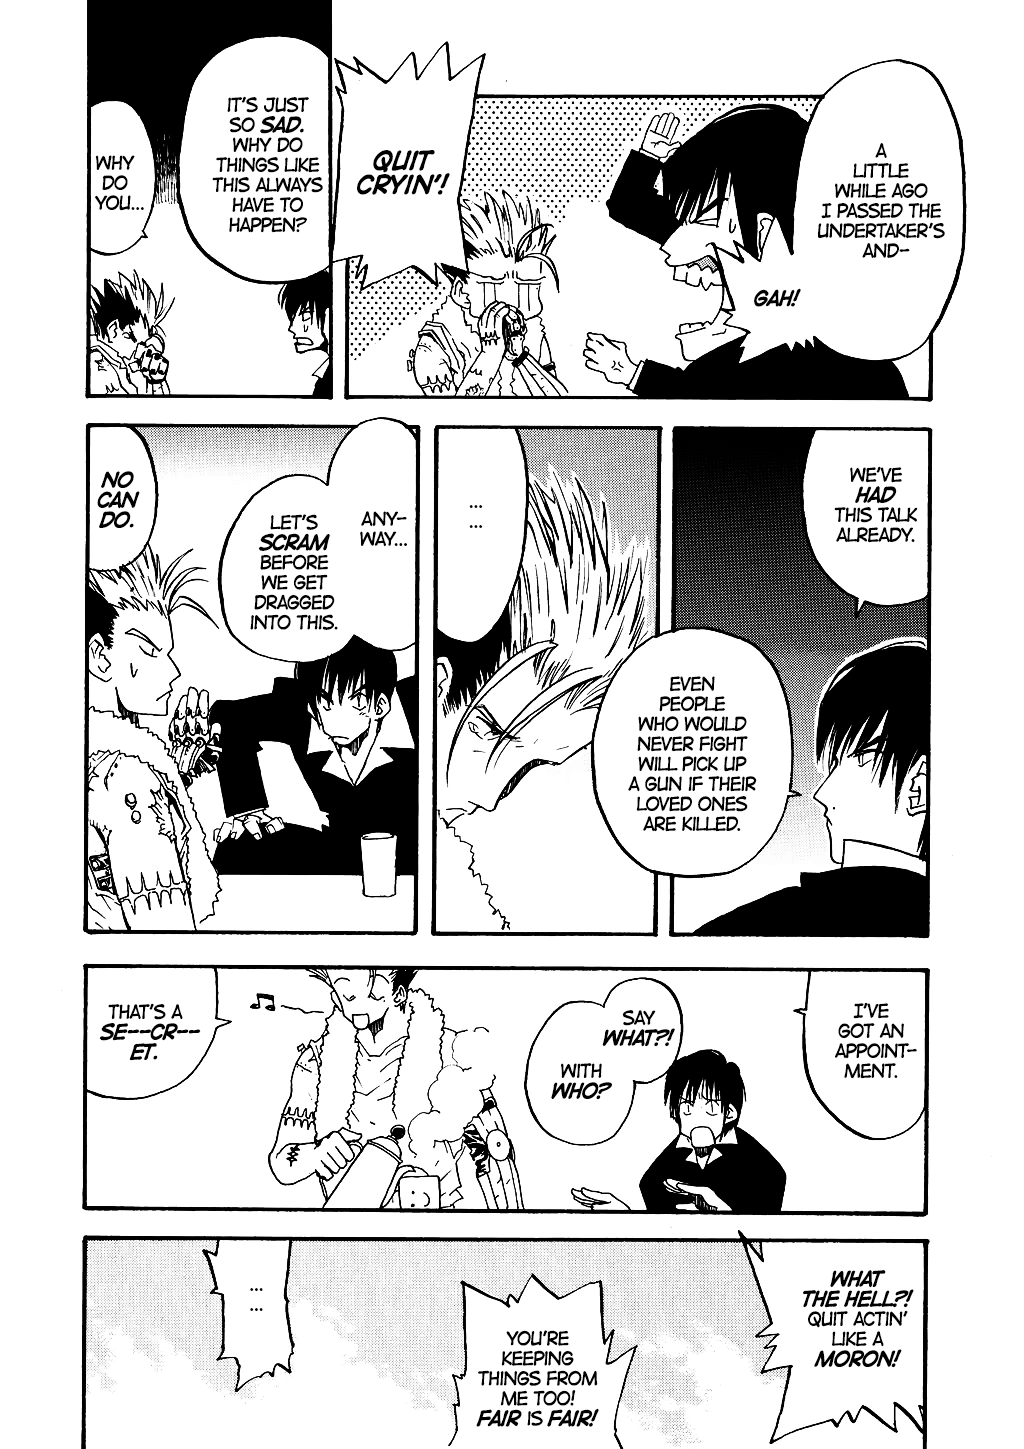 A
LITTLE
WHILE AGO
I PASSED THE
UNDERTAKER'S
AND-
GAH!
QUIT
CRYIN'!
IT'S JUST
SO SAD.
WHY DO
THINGS LIKE
THIS ALWAYS
HAVE TO
HAPPEN?
WHY
DO
YOU...
WE'VE
HAD
THIS TALK
ALREADY.
EVEN
PEOPLE
WHO WOULD
NEVER FIGHT
WILL PICK UP
A GUN IF THEIR
LOVED ONES
ARE KILLED.
...
...
ANY-
WAY...
LET'S
SCRAM
BEFORE
WE GET
DRAGGED
INTO THIS.
NO
CAN
DO.
I'VE
GOT AN
APPOINT-
MENT.
SAY
WHAT?!
WITH
WHO?
THAT'S A
SE--CR--
ET.
WHAT
THE HELL?!
QUIT ACTIN'
LIKE A
MORON!
YOU'RE
KEEPING
THINGS FROM
ME TOO!
FAIR IS FAIR!
...
...